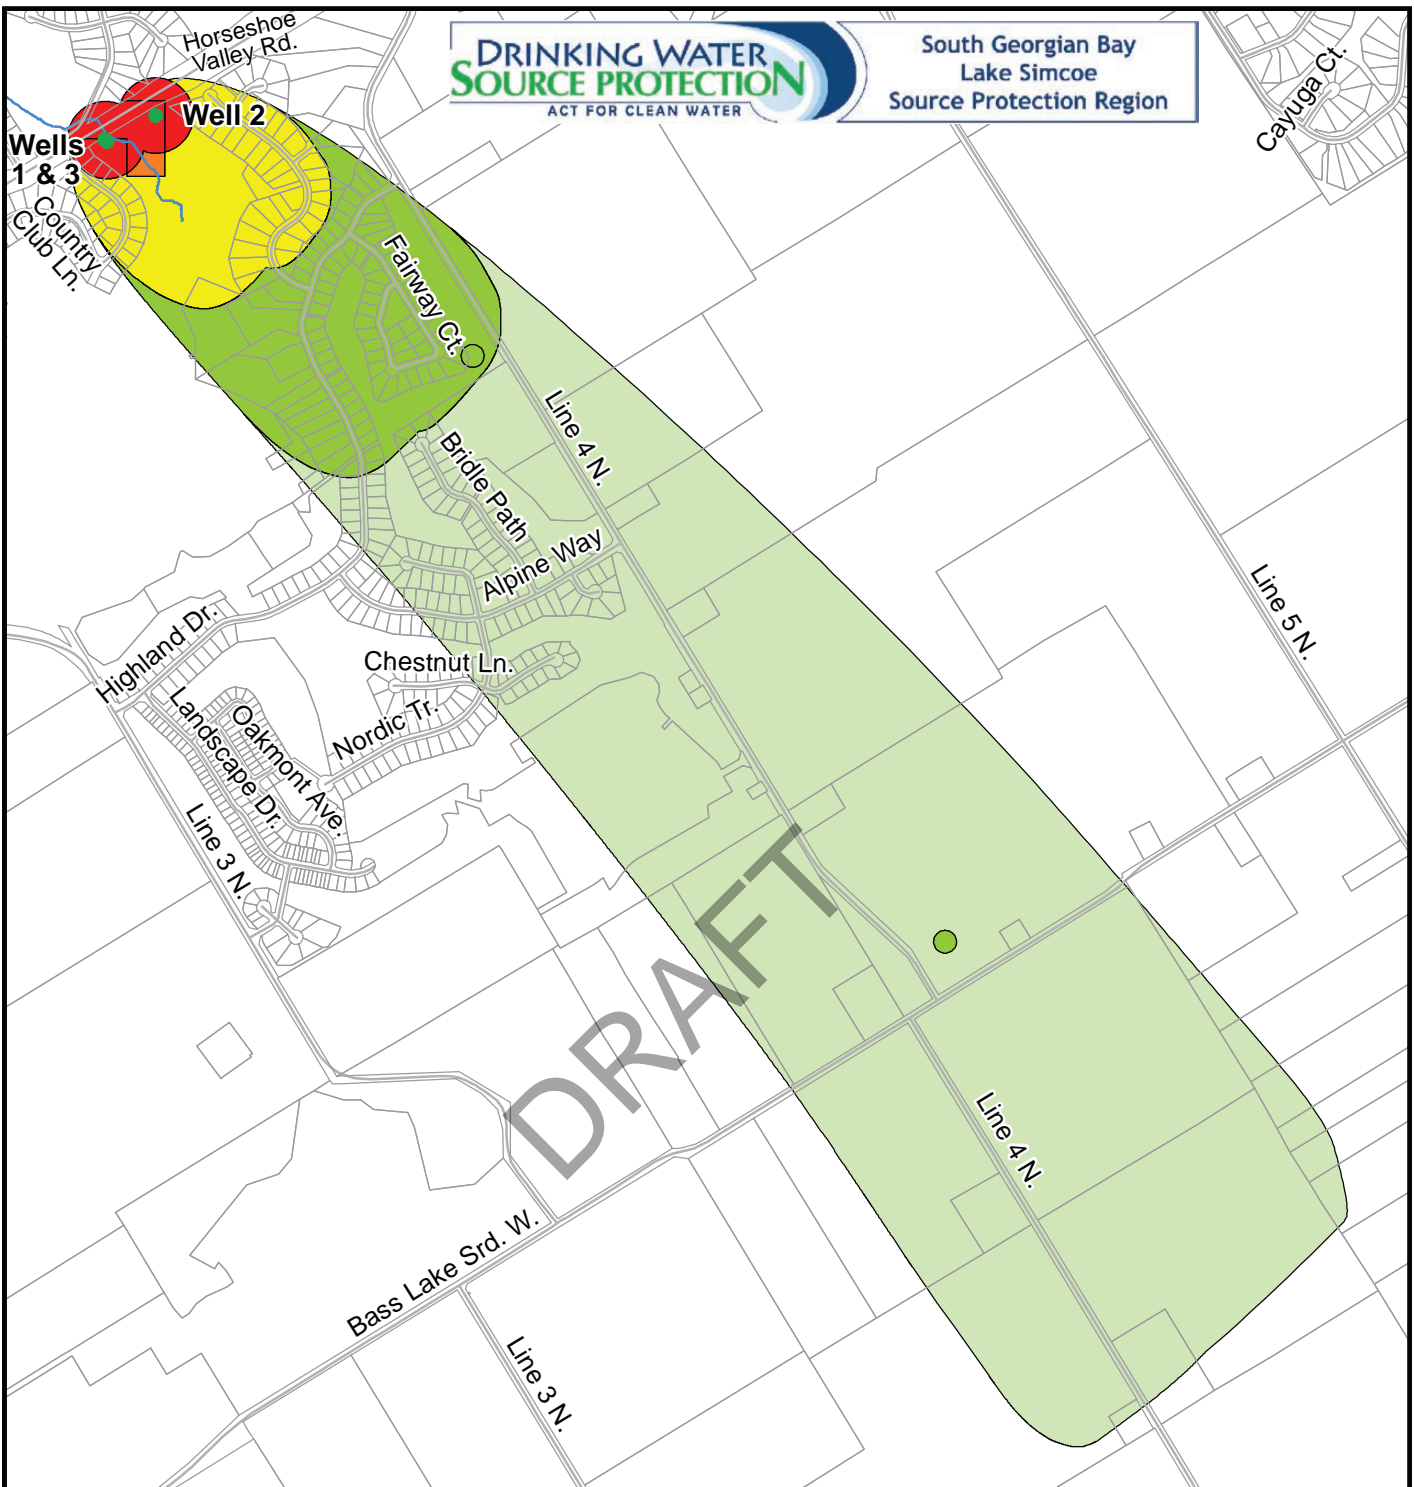 Horseshoe
Valley Rd.
DRINKING WATER
SOURCE PROTECTION
ACT FOR CLEAN WATER
South Georgian Bay
Lake Simcoe
Source Protection Region
Cayuga Ct.
Well 2
Wells
1 & 3
Country
Club Ln.
Fairway Ct.
Line 4 N.
Bridle Path
Alpine Way
Line 5 N.
Highland Dr.
Chestnut Ln.
Landscape Dr.
Oakmont Ave.
Nordic Tr.
Line 3 N.
DRAFT
Line 4 N.
Bass Lake Srd. W.
Line 3 N.